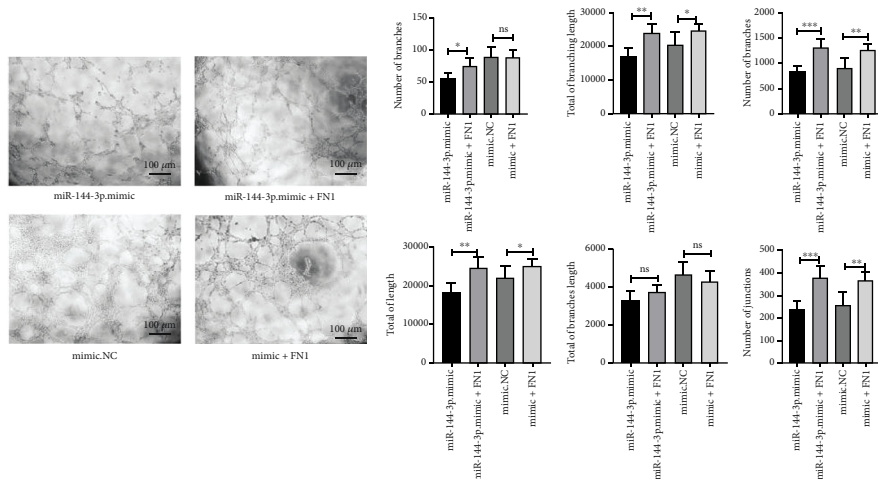 100 μm
miR-144-3p.mimic
100 μm
miR-144-3p.mimic + FN1
100 μm
mimic.NC
100 μm
mimic + FN1
Number of branches
150
100
50
0
*
ns
miR-144-3p.mimic
miR-144-3p.mimic + FN1
mimic.NC
mimic + FN1
Total of branching length
30000
20000
10000
0
**
*
miR-144-3p.mimic
miR-144-3p.mimic + FN1
mimic.NC
mimic + FN1
Number of branches
2000
1500
1000
500
0
***
**
miR-144-3p.mimic
miR-144-3p.mimic + FN1
mimic.NC
mimic + FN1
Total of length
30000
20000
10000
0
**
*
miR-144-3p.mimic
miR-144-3p.mimic + FN1
mimic.NC
mimic + FN1
Total of branches length
6000
4000
2000
0
ns
ns
miR-144-3p.mimic
miR-144-3p.mimic + FN1
mimic.NC
mimic + FN1
Number of junctions
500
400
300
200
100
0
***
**
miR-144-3p.mimic
miR-144-3p.mimic + FN1
mimic.NC
mimic + FN1